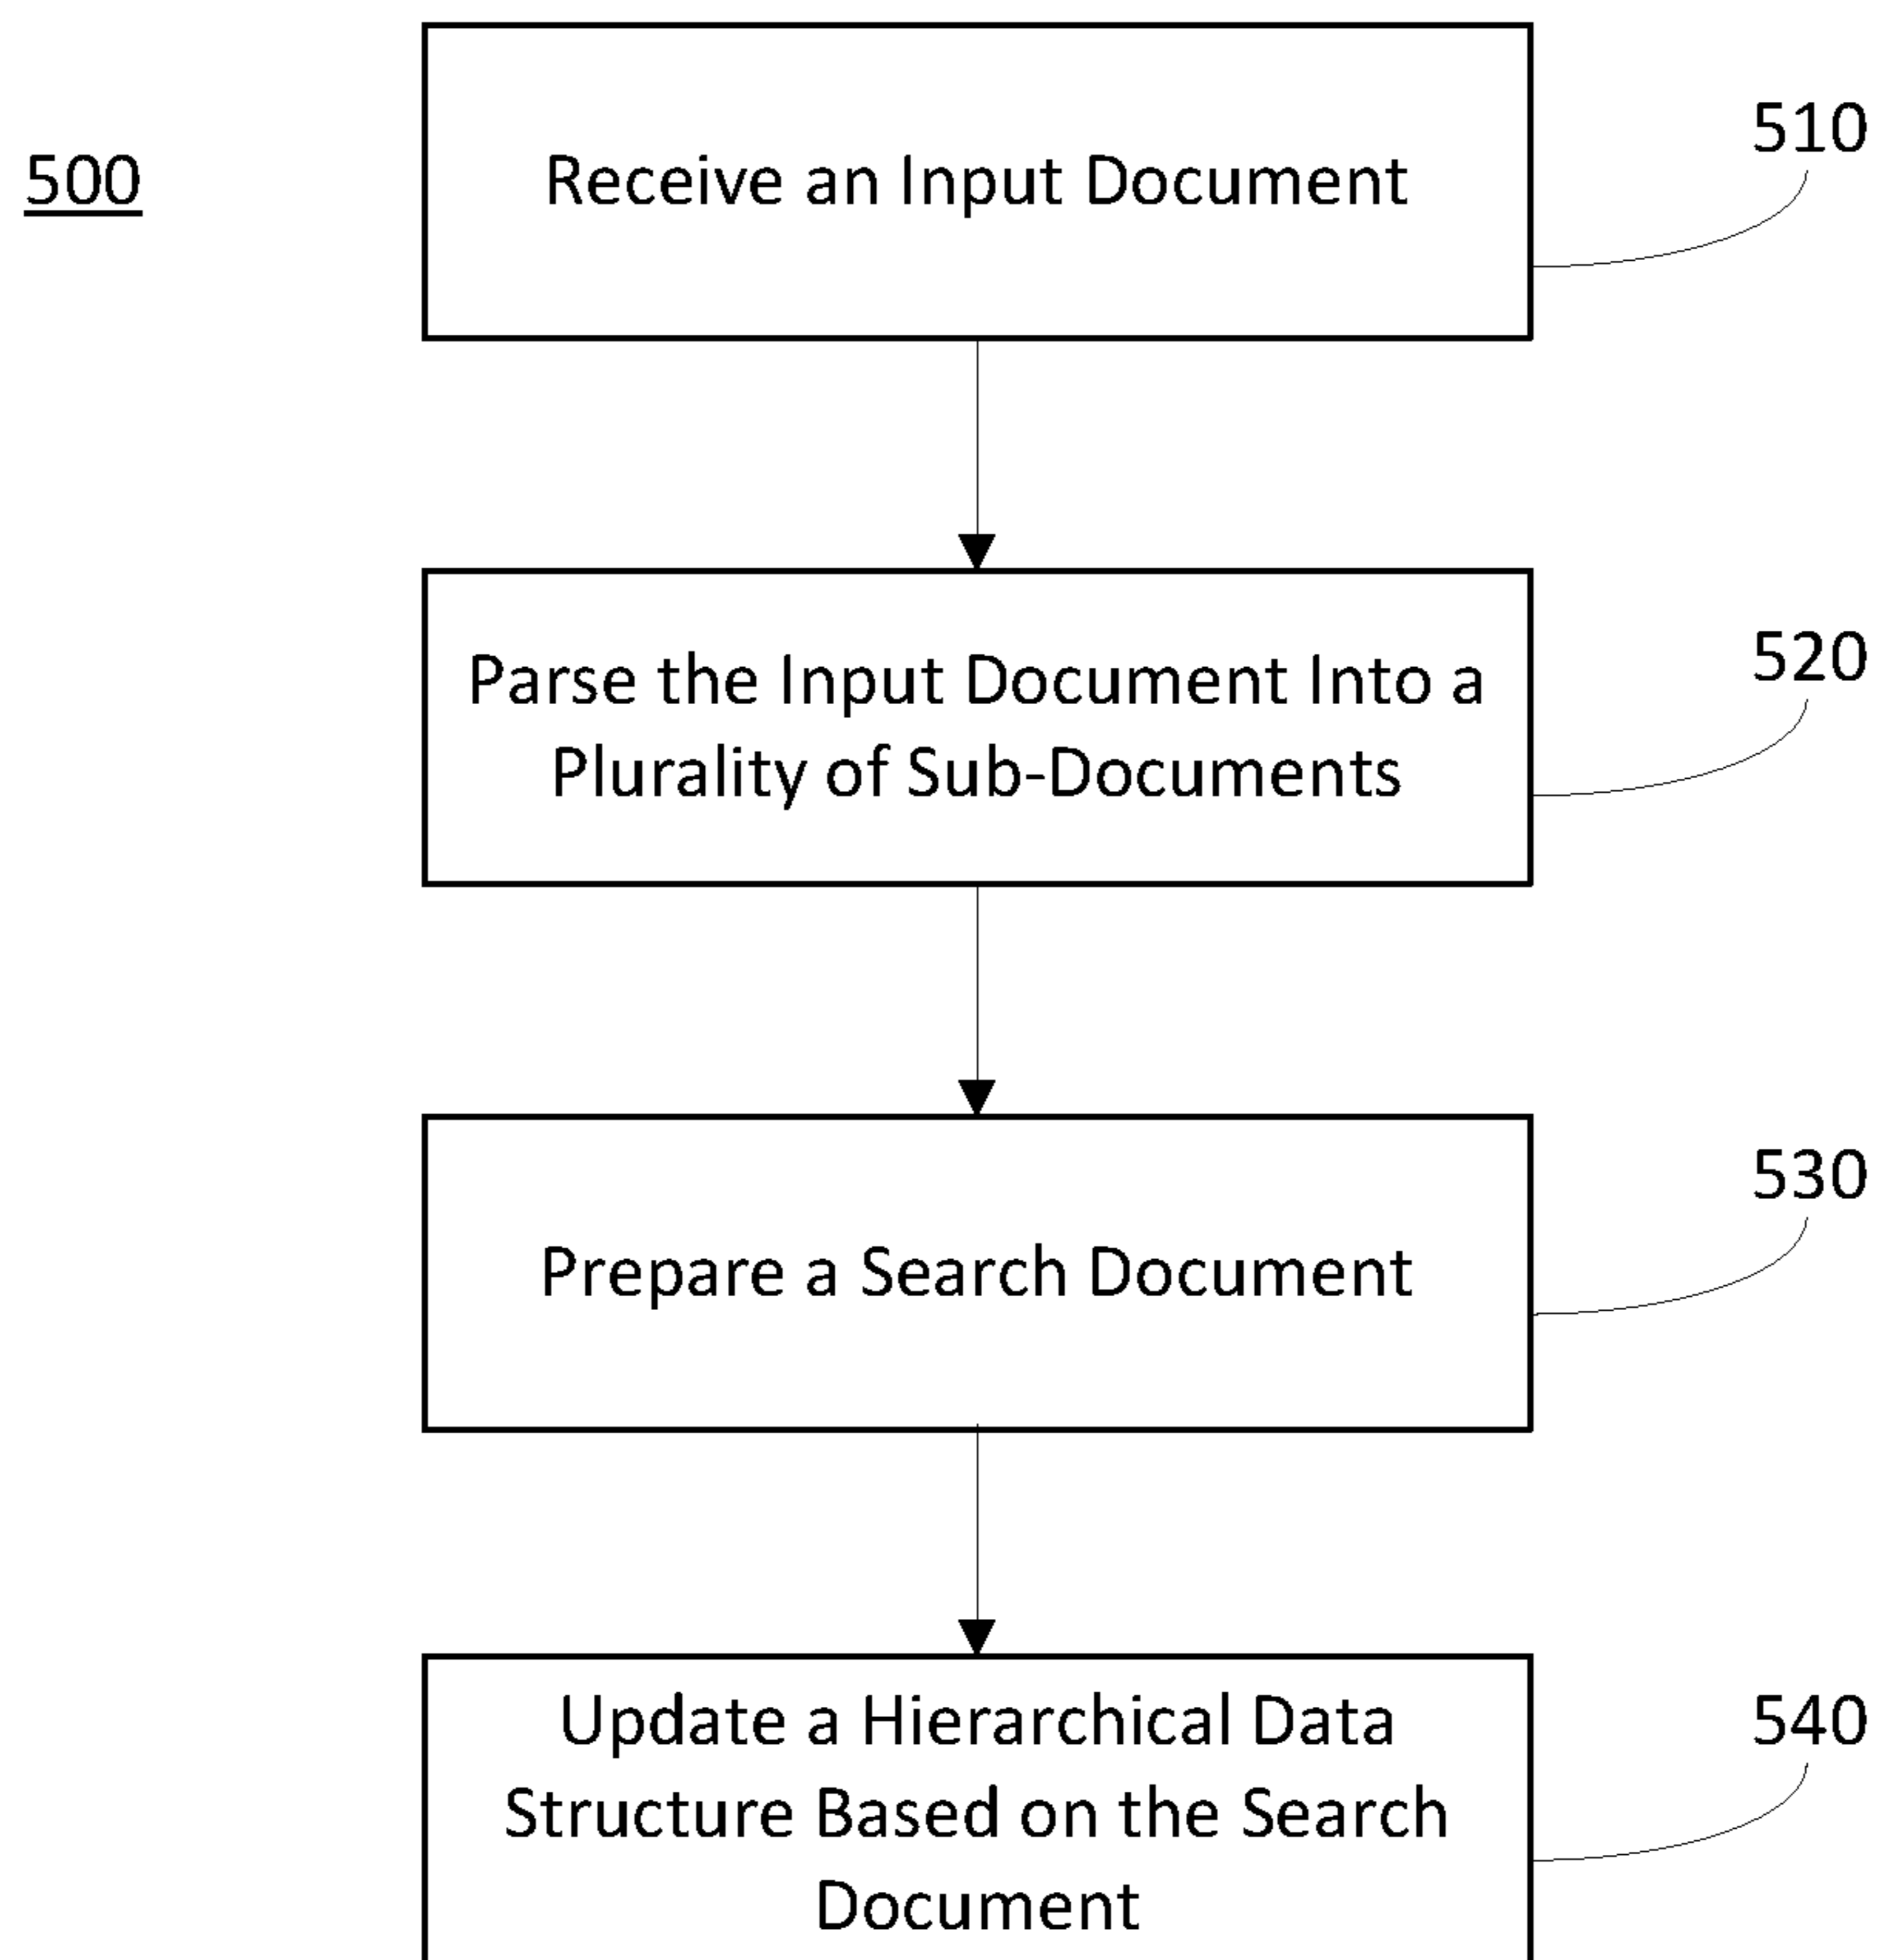 500
Receive an Input Document
510
Parse the Input Document Into a
Plurality of Sub-Documents
520
Prepare a Search Document
530
Update a Hierarchical Data
Structure Based on the Search
Document
540